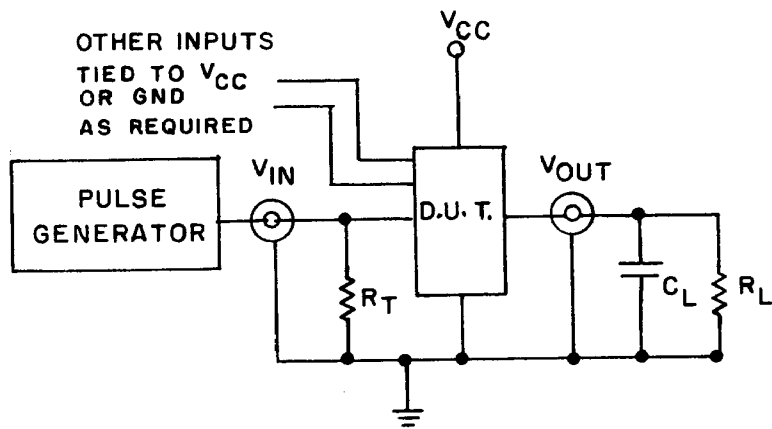 OTHER INPUTS
TIED TO VCC
OR GND
AS REQUIRED
VCC
PULSE
GENERATOR
VIN
D.U.T.
VOUT
RT
CL
RL